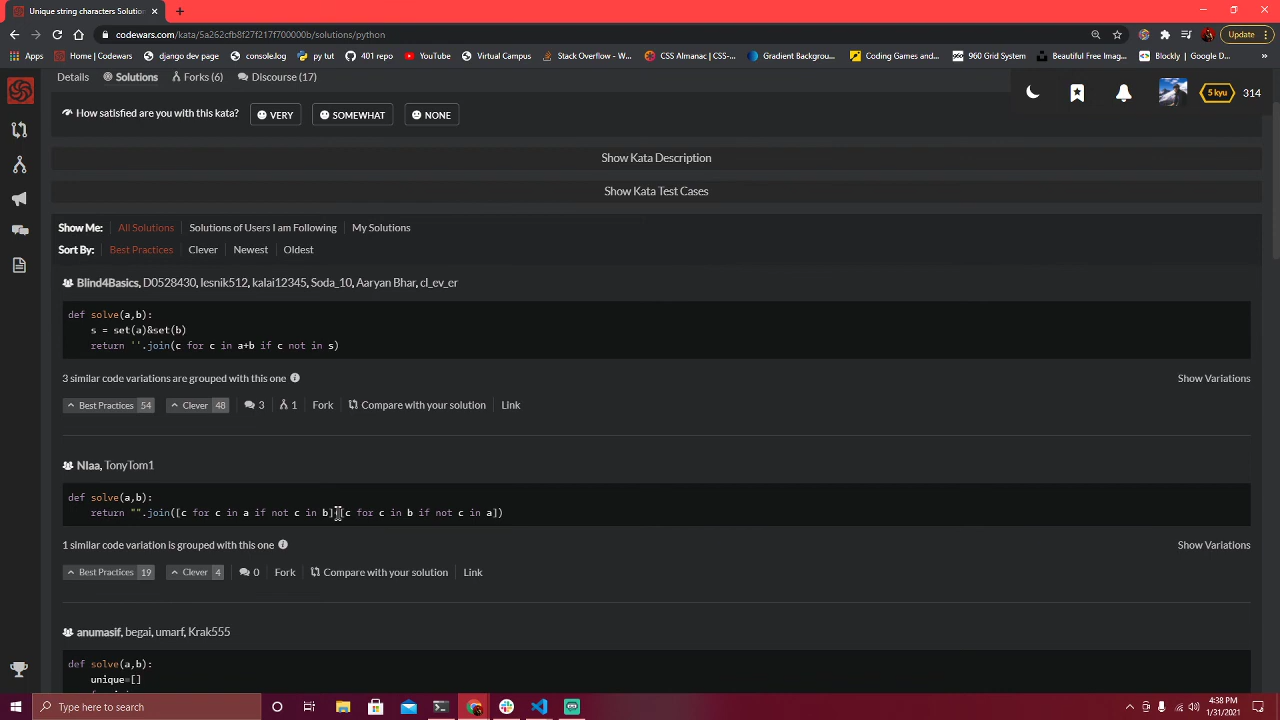 Unique string characters Solution
codewars.com/kata/5a262cfb8f27f217f700000b/solutions/python
Update
Apps
Home | Codewars
django dev page
console.log
py tut
401 repo
YouTube
Virtual Campus
Stack Overflow - W...
CSS Almanac | CSS-...
Gradient Backgrou...
Coding Games and...
960 Grid System
Beautiful Free Imag...
Blockly | Google D...
Details
Solutions
Forks (6)
Discourse (17)
5 kyu
314
How satisfied are you with this kata?
VERY
SOMEWHAT
NONE
Show Kata Description
Show Kata Test Cases
Show Me: All Solutions Solutions of Users I am Following My Solutions
Sort By: Best Practices Clever Newest Oldest
Blind4Basics, D0528430, lesnik512, kalai12345, Soda_10, Aaryan Bhar, cl_ev_er
def solve(a,b):
s = set(a)&set(b)
return ''.join(c for c in a+b if c not in s)
3 similar code variations are grouped with this one
Show Variations
Best Practices 54 Clever 48 3 1 Fork Compare with your solution Link
NIaa, TonyTom1
def solve(a,b):
return "".join([c for c in a if not c in b]+[c for c in b if not c in a])
1 similar code variation is grouped with this one
Show Variations
Best Practices 19 Clever 4 0 Fork Compare with your solution Link
anumasif, begai, umarf, Krak555
def solve(a,b):
unique=[]
Type here to search
4:38 PM
1/31/2021